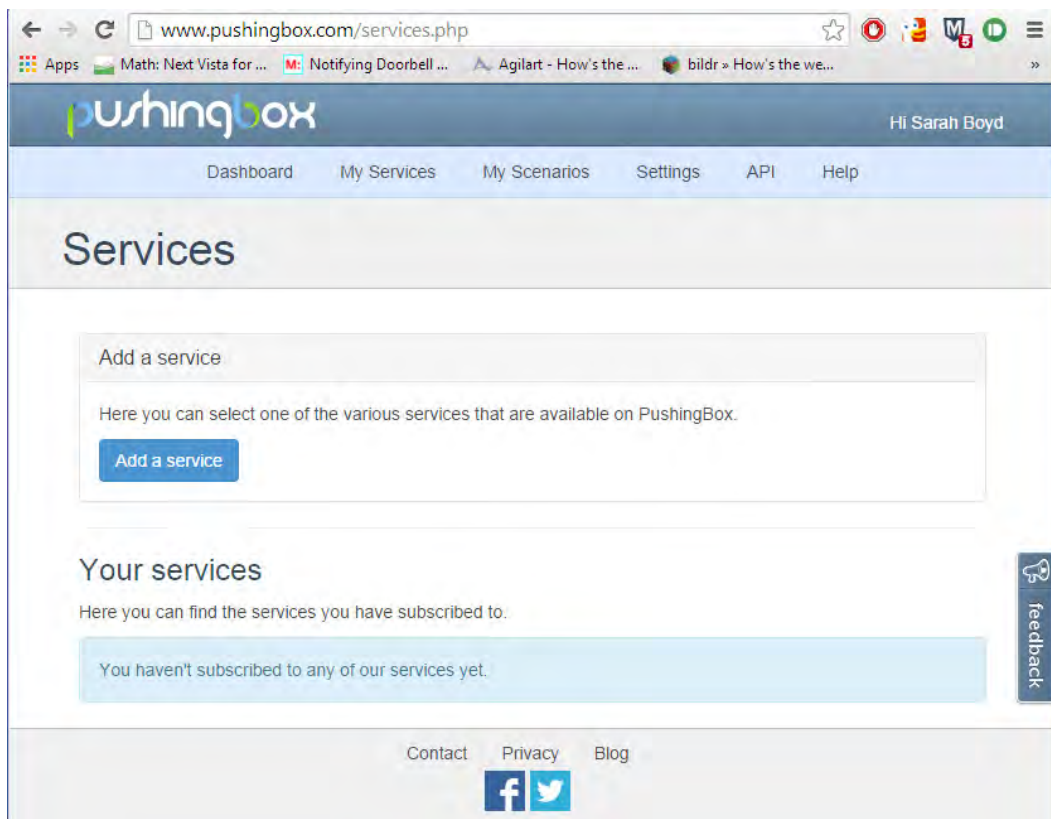 www.pushingbox.com/services.php
5
Apps Math: Next Vista for ... M: Notifying Doorbell ... Agilart - How's the ... bildr » How's the we... »
pushingbox
Hi Sarah Boyd
Dashboard My Services My Scenarios Settings API Help
Services
Add a service
Here you can select one of the various services that are available on PushingBox.
Add a service
Your services
Here you can find the services you have subscribed to.
You haven't subscribed to any of our services yet.
feedback
Contact Privacy Blog